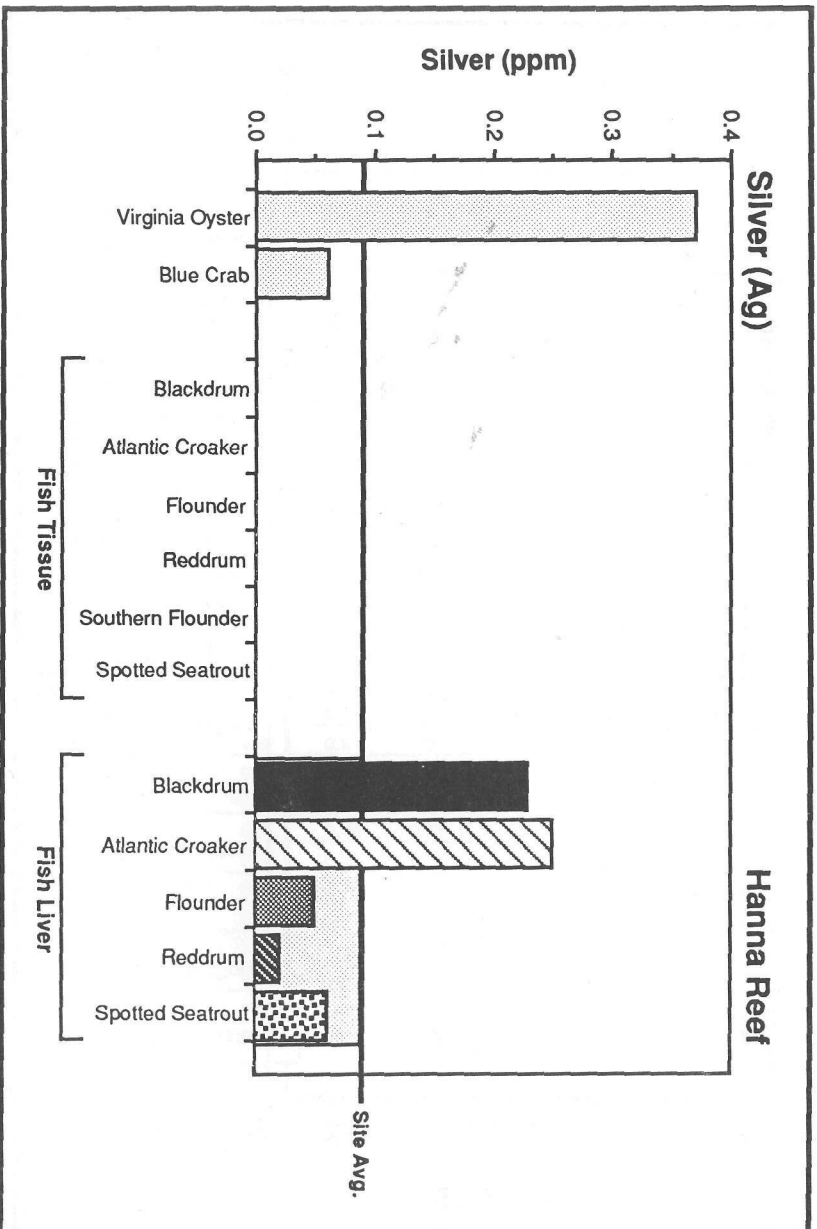 Silver (Ag)
Hanna Reef
Silver (ppm)
0.4
0.3
0.2
0.1
0.0
Site Avg.
Virginia Oyster
Blue Crab
Blackdrum
Atlantic Croaker
Flounder
Reddrum
Southern Flounder
Spotted Seatrout
Blackdrum
Atlantic Croaker
Flounder
Reddrum
Spotted Seatrout
Fish Tissue
Fish Liver